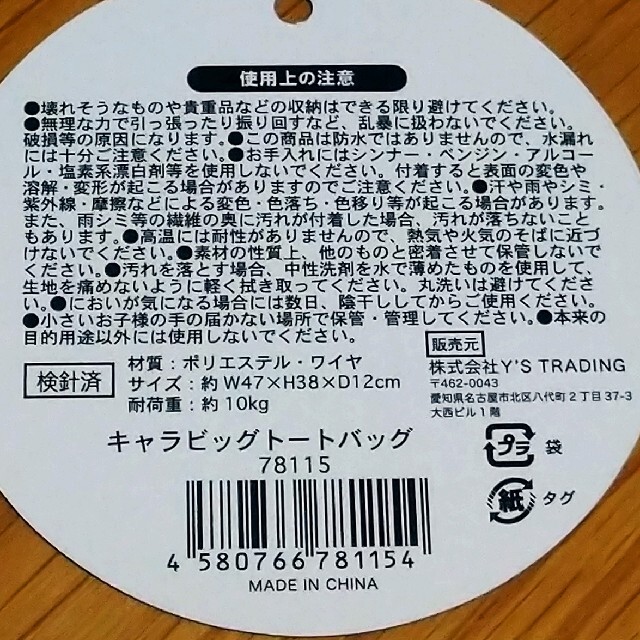 使用上の注意
●壊れそうなものや貴重品などの収納はできる限り避けてください。
●無理な力で引っ張ったり振り回すなど、乱暴に扱わないでください。
破損等の原因になります。●この商品は防水ではありませんので、水漏れ
には十分ご注意ください。●お手入れにはシンナー・ベンジン・アルコー
ル・塩素系漂白剤等を使用しないでください。付着すると表面の変色や
溶解・変形が起こる場合がありますのでご注意ください。●汗や雨やシミ・
紫外線・摩擦などによる変色・色落ち・色移り等が起こる場合があります。
また、雨シミ等の繊維の奥に汚れが付着した場合、汚れが落ちないこと
もあります。●高温には耐性がありませんので、熱気や火気のそばに近づ
けないでください。●素材の性質上、他のものと密着させて保管しないで
ください。●汚れを落とす場合、中性洗剤を水で薄めたものを使用して、
生地を痛めないように軽く拭き取ってください。丸洗いは避けてくださ
い。●においが気になる場合には数日、陰干ししてからご使用ください。
●小さいお子様の手の届かない場所で保管・管理してください。●本来の
目的用途以外には使用しないでください。
検針済
材質：ポリエステル・ワイヤ
サイズ：約 W47×H38×D12cm
耐荷重：約 10kg
販売元
株式会社Y'S TRADING
〒462-0043
愛知県名古屋市北区八代町2丁目37-3
大西ビル1階
キャラビッグトートバッグ
78115
プラ 袋
紙 タグ
4 580766 781154
MADE IN CHINA